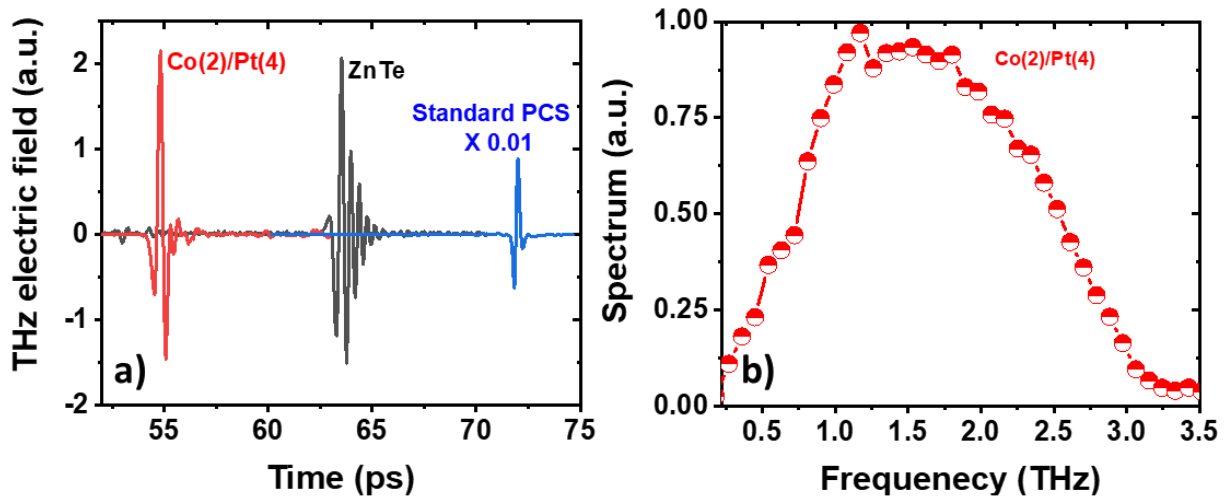 THz electric field (a.u.)
2
1
0
-1
-2
Co(2)/Pt(4)
ZnTe
Standard PCS
X 0.01
a)
55
60
65
70
75
Time (ps)
Spectrum (a.u.)
1.00
0.75
0.50
0.25
0.00
Co(2)/Pt(4)
b)
0.5
1.0
1.5
2.0
2.5
3.0
3.5
Frequenecy (THz)